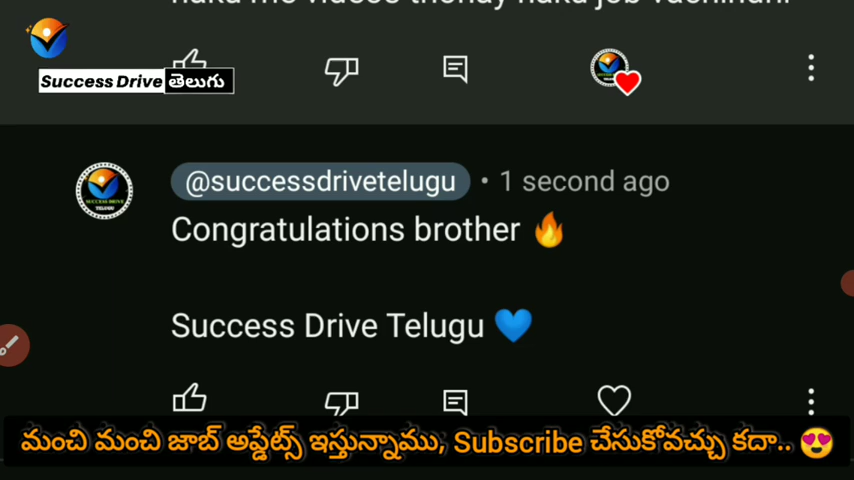 Success Drive తెలుగు
@successdrivetelugu • 1 second ago
Congratulations brother 🔥
Success Drive Telugu 💙
మంచి మంచి జాబ్ అప్డేట్స్ ఇస్తున్నాము, Subscribe చేసుకోవచ్చు కదా.. 😍